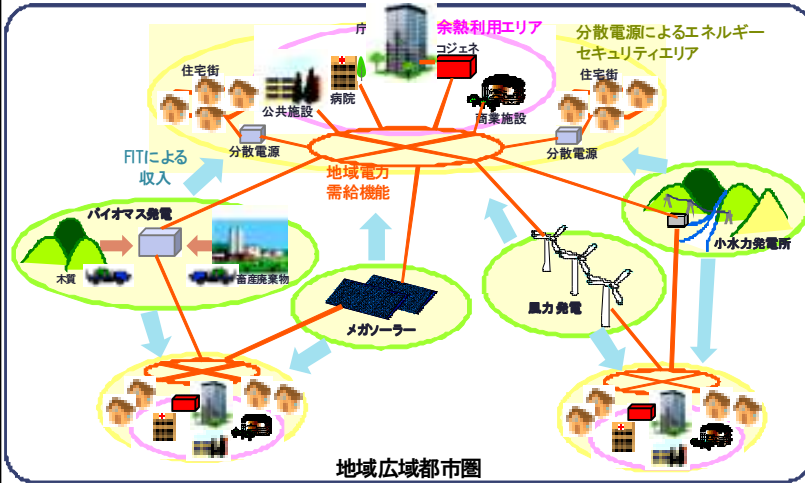 庁
余熱利用エリア
分散電源によるエネルギー
セキュリティエリア
コジェネ
住宅街
住宅街
公共施設
病院
商業施設
分散電源
分散電源
FITによる
収入
地域電力
需給機能
バイオマス発電
木質
畜産廃棄物
メガソーラー
風力発電
小水力発電所
地域広域都市圏